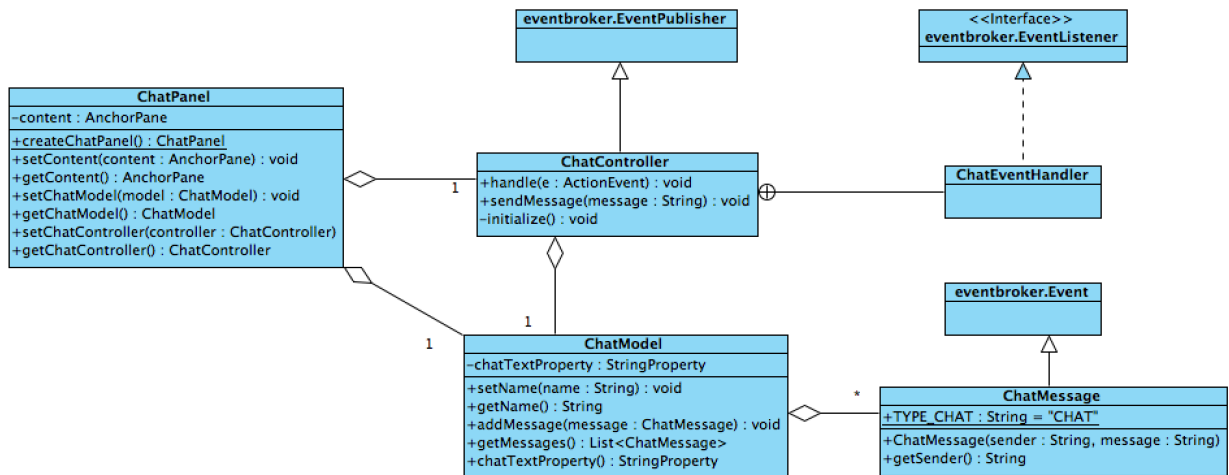 eventbroker.EventPublisher
<<Interface>>
eventbroker.EventListener
ChatPanel
-content : AnchorPane
+createChatPanel() : ChatPanel
+setContent(content : AnchorPane) : void
+getContent() : AnchorPane
+setChatModel(model : ChatModel) : void
+getChatModel() : ChatModel
+setChatController(controller : ChatController)
+getChatController() : ChatController
1
ChatController
+handle(e : ActionEvent) : void
+sendMessage(message : String) : void
-initialize() : void
ChatEventHandler
eventbroker.Event
1
1
ChatModel
-chatTextProperty : StringProperty
+setName(name : String) : void
+getName() : String
+addMessage(message : ChatMessage) : void
+getMessages() : List<ChatMessage>
+chatTextProperty() : StringProperty
*
ChatMessage
+TYPE_CHAT : String = "CHAT"
+ChatMessage(sender : String, message : String)
+getSender() : String